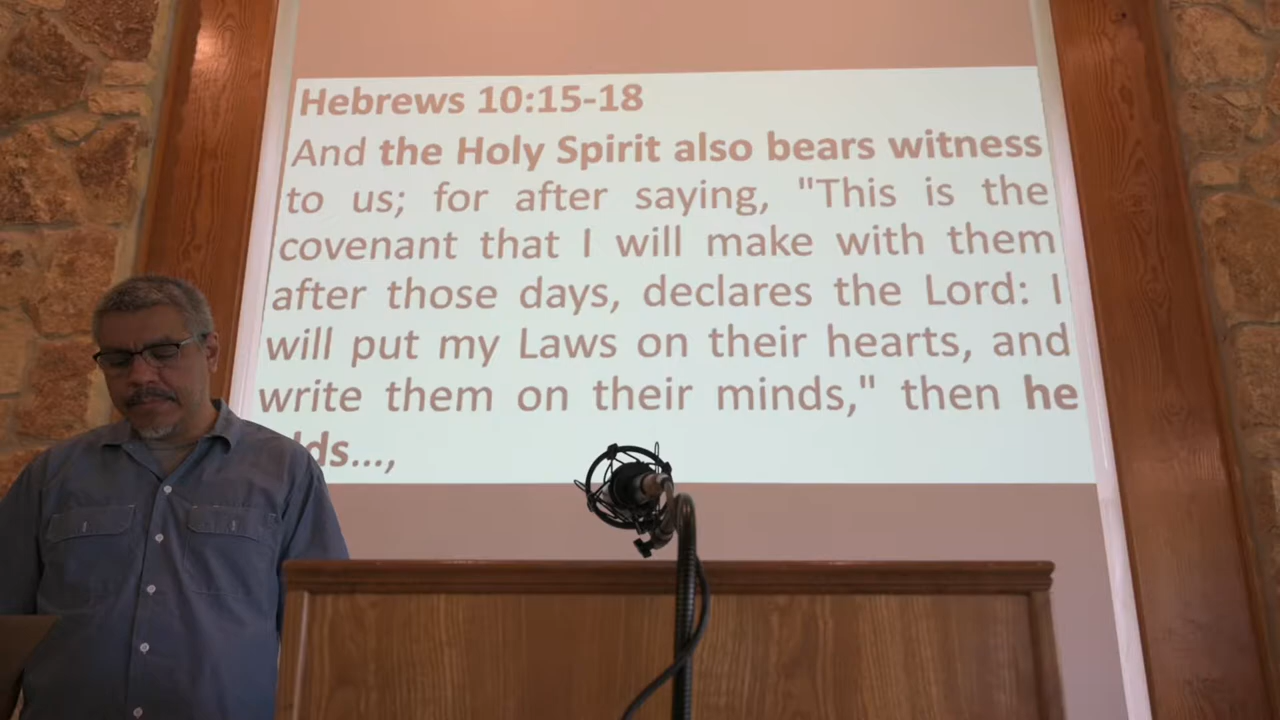 Hebrews 10:15-18
And the Holy Spirit also bears witness
to us; for after saying, "This is the
covenant that I will make with them
after those days, declares the Lord: I
will put my Laws on their hearts, and
write them on their minds," then he